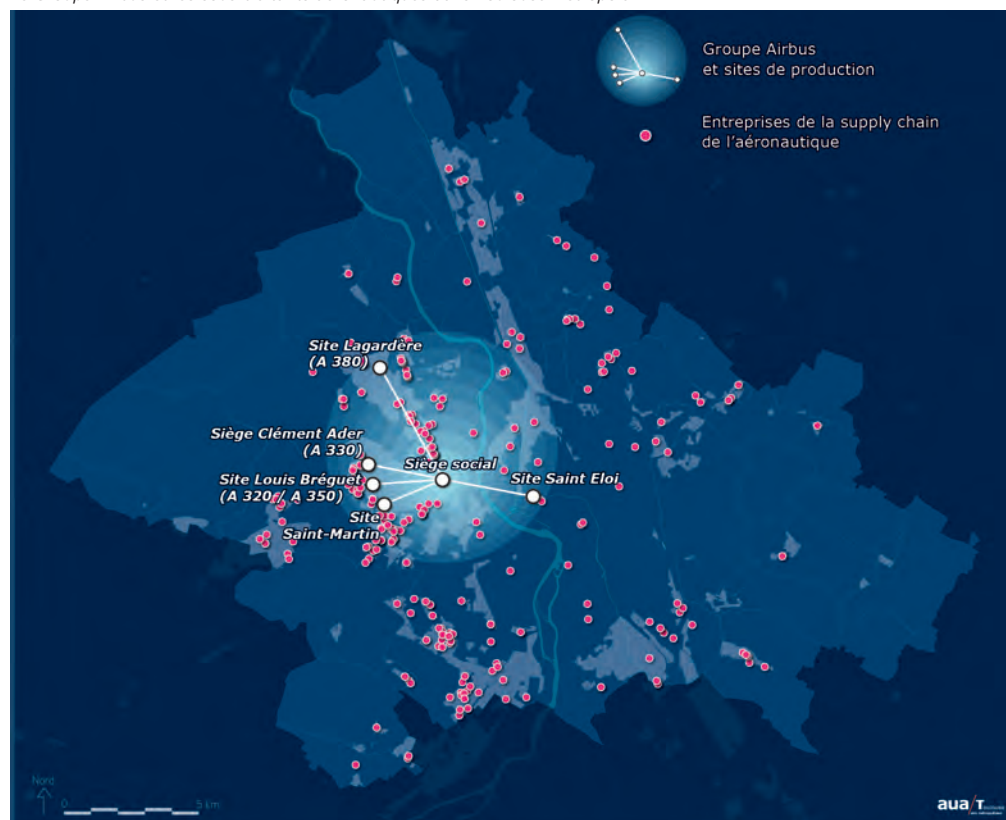 Groupe Airbus
et sites de production
Entreprises de la supply chain
de l'aéronautique
Site Lagardère
(A 380)
Siège Clément Ader
(A 330)
Siège social
Site Louis Bréguet
(A 320 / A 350)
Site Saint Eloi
Site
Saint-Martin
Nord
0 5 km
aua/T